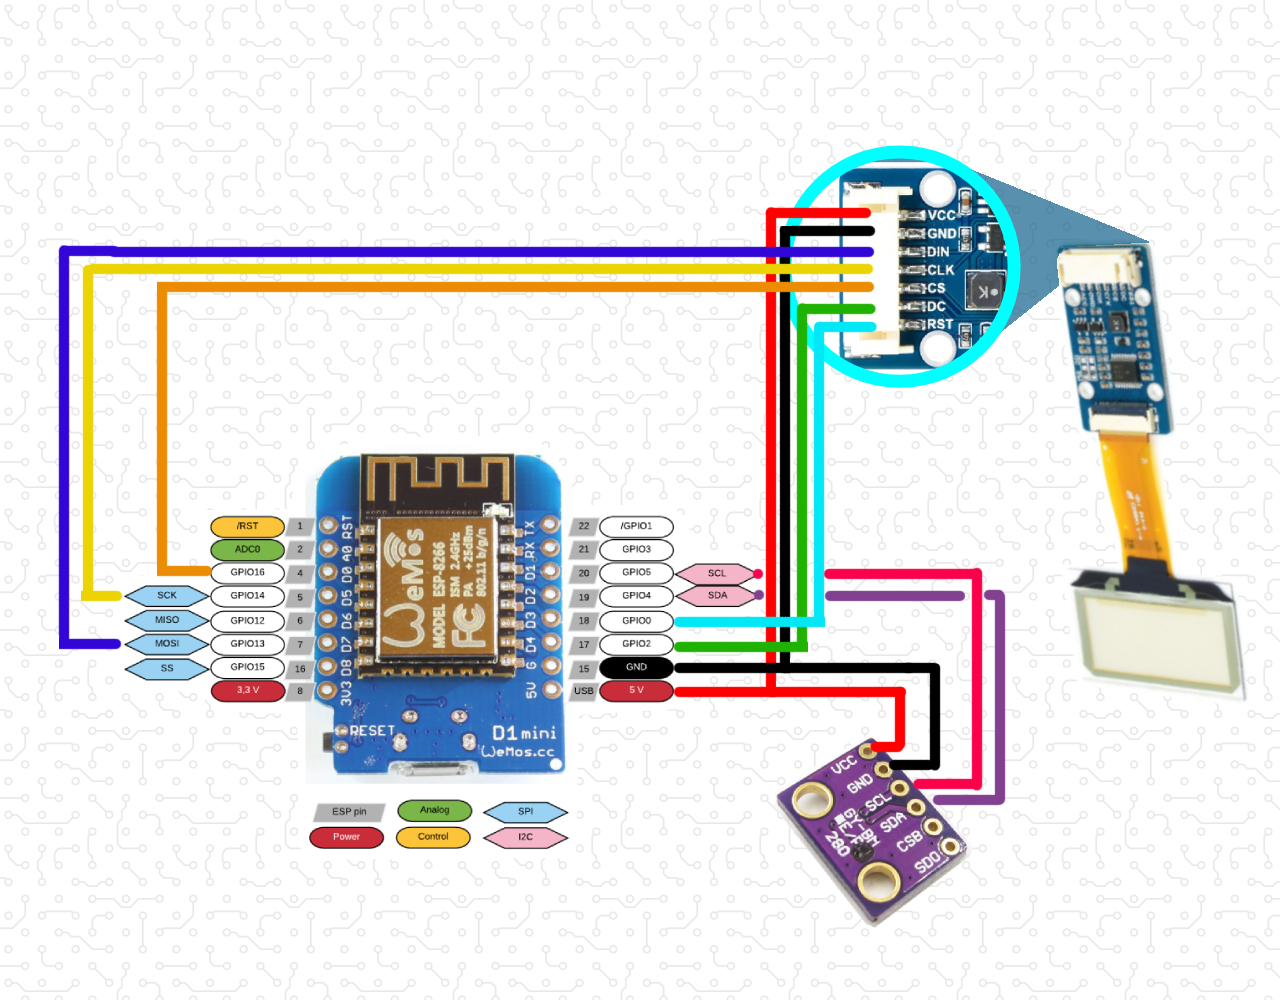 VCC
GND
DIN
CLK
CS
DC
RST
/RST 1 RST TX 22 /GPIO1
ADC0 2 A0 RX 21 GPIO3
GPIO16 4 D0 D1 20 GPIO5 SCL
SCK GPIO14 5 D5 D2 19 GPIO4 SDA
MISO GPIO12 6 D6 D3 18 GPIO0
MOSI GPIO13 7 D7 D4 17 GPIO2
SS GPIO15 16 D8 G 15 GND
3,3 V 8 3V3 5V USB 5 V
WeMos
MODEL ESP-8266
ISM 2.4GHz
PA +25dBm
802.11 b/g/n
FC
RESET
D1 mini
WeMos.cc
ESP pin Analog SPI
Power Control I2C
VCC
GND
SCL
SDA
CSB
SDO
280